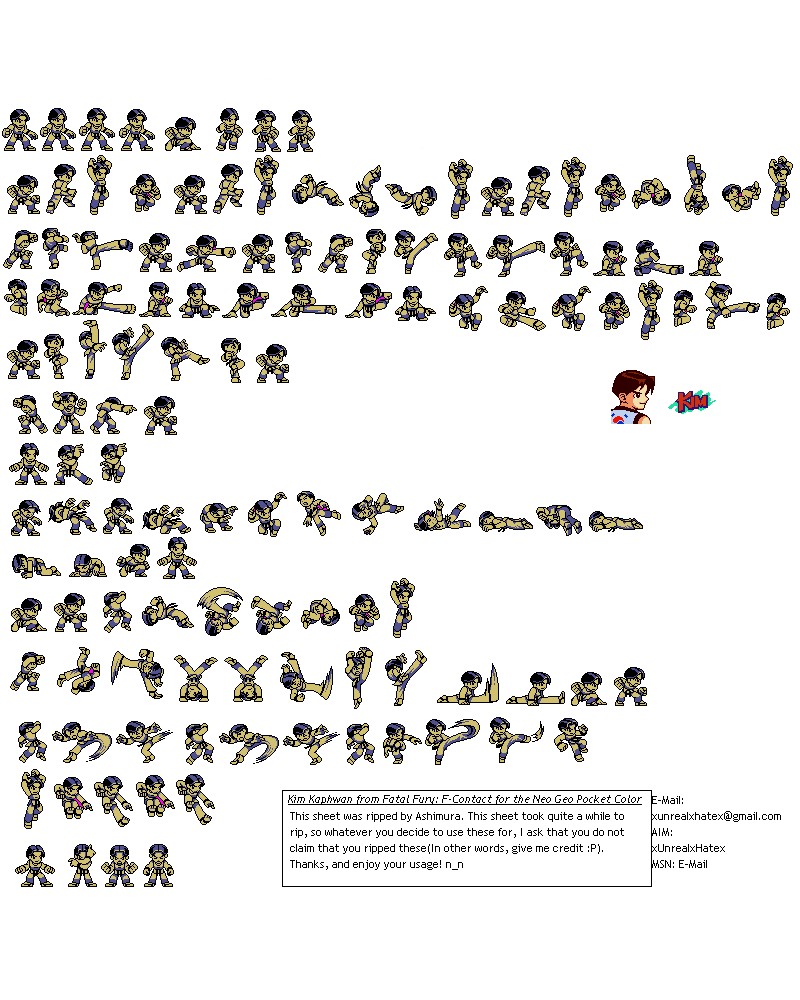 KIM
Kim Kaphwan from Fatal Fury: F-Contact for the Neo Geo Pocket Color
This sheet was ripped by Ashimura. This sheet took quite a while to
rip, so whatever you decide to use these for, I ask that you do not
claim that you ripped these(In other words, give me credit :P).
Thanks, and enjoy your usage! n_n
E-Mail:
xunrealxhatex@gmail.com
AIM:
xUnrealxHatex
MSN: E-Mail